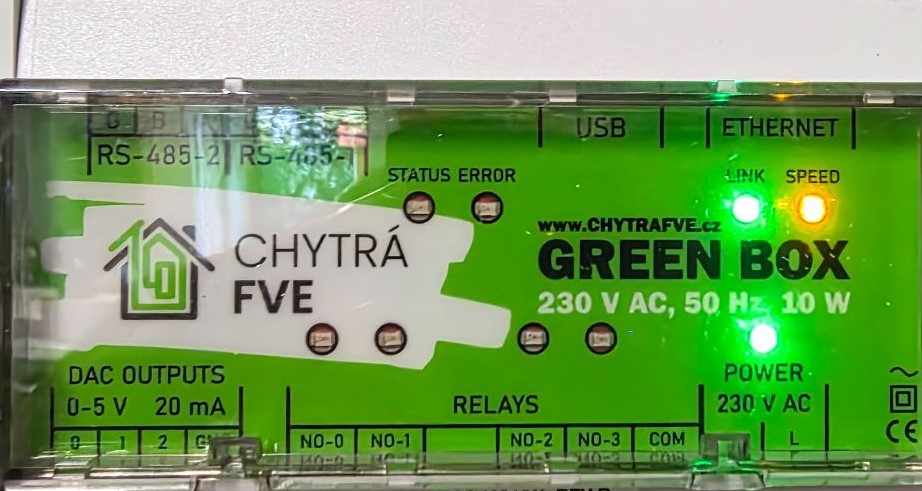 G B
RS-485-2 RS-485-1
USB
ETHERNET
STATUS ERROR
LINK SPEED
www.CHYTRAFVE.cz
GREEN BOX
230 V AC, 50 Hz, 10 W
CHYTRÁ
FVE
DAC OUTPUTS
0-5 V 20 mA
0 1 2
RELAYS
NO-0 NO-1 NO-2 NO-3 COM
POWER
230 V AC
L
CE